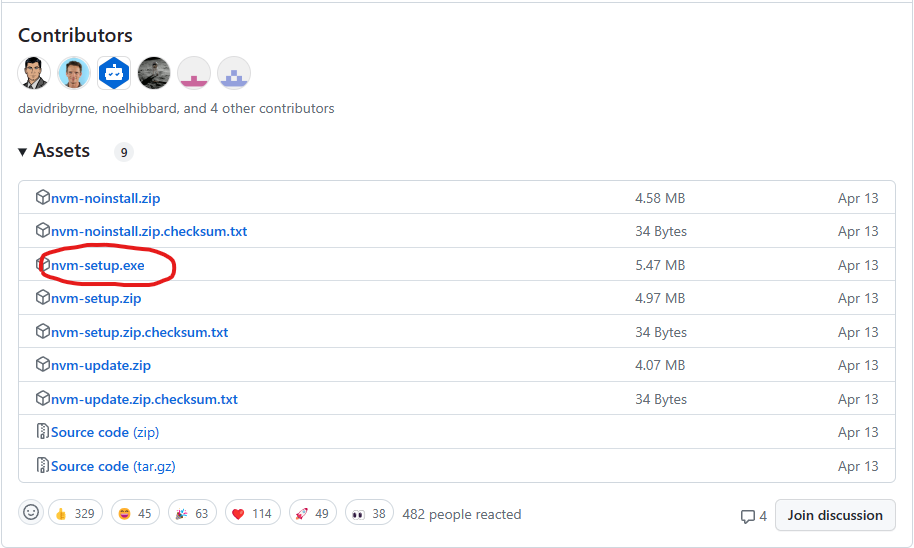 Contributors
davidribyrne, noelhibbard, and 4 other contributors
Assets 9
nvm-noinstall.zip 4.58 MB Apr 13
nvm-noinstall.zip.checksum.txt 34 Bytes Apr 13
nvm-setup.exe 5.47 MB Apr 13
nvm-setup.zip 4.97 MB Apr 13
nvm-setup.zip.checksum.txt 34 Bytes Apr 13
nvm-update.zip 4.07 MB Apr 13
nvm-update.zip.checksum.txt 34 Bytes Apr 13
Source code (zip) Apr 13
Source code (tar.gz) Apr 13
329 45 63 114 49 38 482 people reacted 4 Join discussion